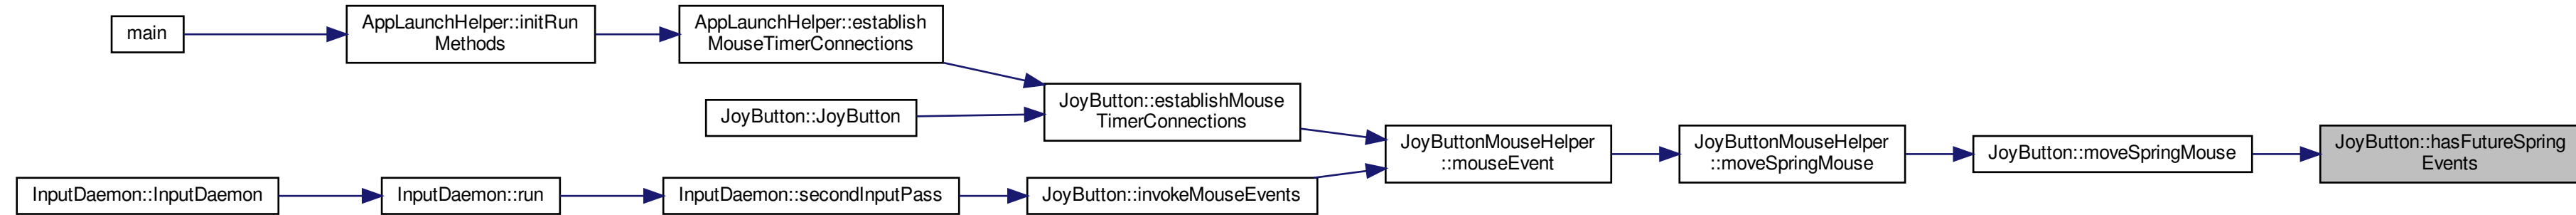 main
AppLaunchHelper::initRun
Methods
AppLaunchHelper::establish
MouseTimerConnections
JoyButton::JoyButton
JoyButton::establishMouse
TimerConnections
InputDaemon::InputDaemon
InputDaemon::run
InputDaemon::secondInputPass
JoyButton::invokeMouseEvents
JoyButtonMouseHelper
::mouseEvent
JoyButtonMouseHelper
::moveSpringMouse
JoyButton::moveSpringMouse
JoyButton::hasFutureSpring
Events